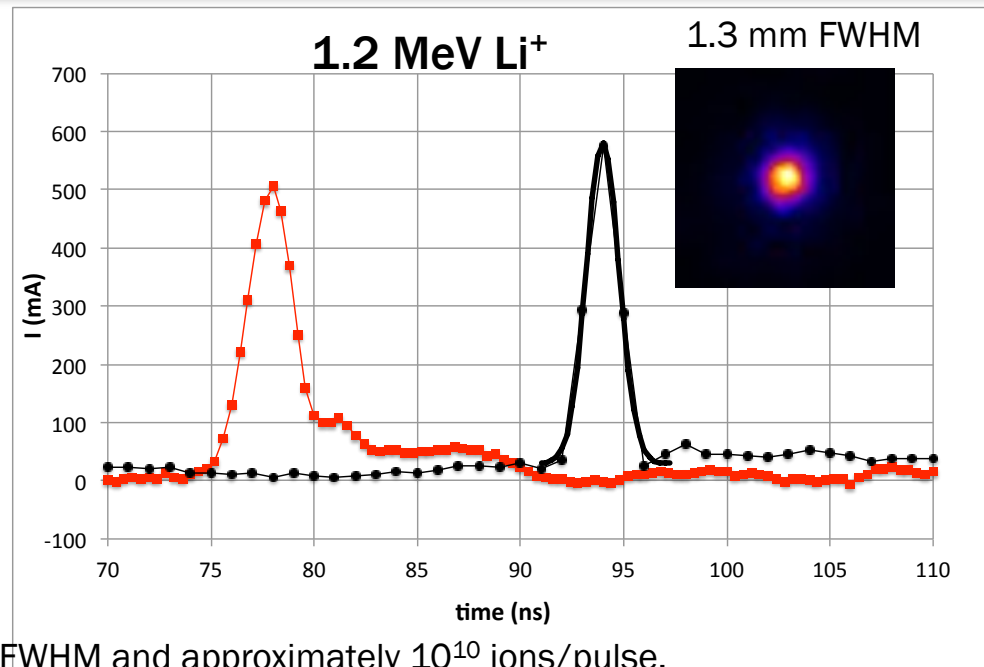 1.2 MeV Li⁺
1.3 mm FWHM
700
600
500
400
300
200
100
0
-100
I (mA)
70 75 80 85 90 95 100 105 110
time (ns)
FWHM and approximately 10¹⁰ ions/pulse.